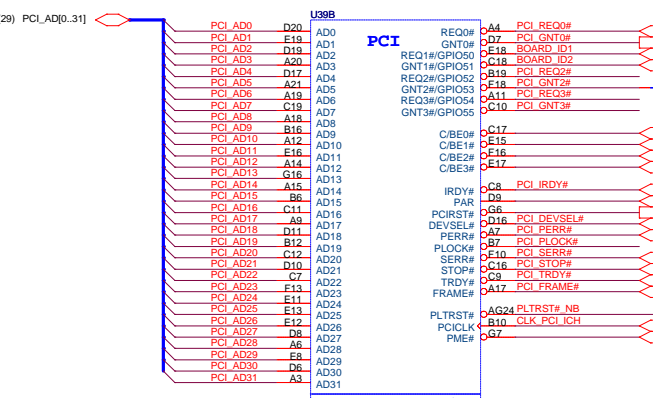 U39B
29) PCI_AD[0..31]
PCI
PCI_AD0 D20 AD0
PCI_AD1 E19 AD1
PCI_AD2 D19 AD2
PCI_AD3 A20 AD3
PCI_AD4 D17 AD4
PCI_AD5 A21 AD5
PCI_AD6 A19 AD6
PCI_AD7 C19 AD7
PCI_AD8 A18 AD8
PCI_AD9 B16 AD9
PCI_AD10 A12 AD10
PCI_AD11 E16 AD11
PCI_AD12 A14 AD12
PCI_AD13 G16 AD13
PCI_AD14 A15 AD14
PCI_AD15 B6 AD15
PCI_AD16 C11 AD16
PCI_AD17 A9 AD17
PCI_AD18 D11 AD18
PCI_AD19 B12 AD19
PCI_AD20 C12 AD20
PCI_AD21 D10 AD21
PCI_AD22 C7 AD22
PCI_AD23 F13 AD23
PCI_AD24 E11 AD24
PCI_AD25 E13 AD25
PCI_AD26 E12 AD26
PCI_AD27 D8 AD27
PCI_AD28 A6 AD28
PCI_AD29 E8 AD29
PCI_AD30 D6 AD30
PCI_AD31 A3 AD31
REQ0# A4 PCI_REQ0#
GNT0# D7 PCI_GNT0#
REQ1#/GPIO50 E18 BOARD_ID1
GNT1#/GPIO51 C18 BOARD_ID2
REQ2#/GPIO52 B19 PCI_REQ2#
GNT2#/GPIO53 F18 PCI_GNT2#
REQ3#/GPIO54 A11 PCI_REQ3#
GNT3#/GPIO55 C10 PCI_GNT3#
C/BE0# C17
C/BE1# E15
C/BE2# F16
C/BE3# E17
IRDY# C8 PCI_IRDY#
PAR D9
PCIRST# G6
DEVSEL# D16 PCI_DEVSEL#
PERR# A7 PCI_PERR#
PLOCK# B7 PCI_PLOCK#
SERR# F10 PCI_SERR#
STOP# C16 PCI_STOP#
TRDY# C9 PCI_TRDY#
FRAME# A17 PCI_FRAME#
PLTRST# AG24 PLTRST#_NB
PCICLK B10 CLK_PCI_ICH
PME# G7